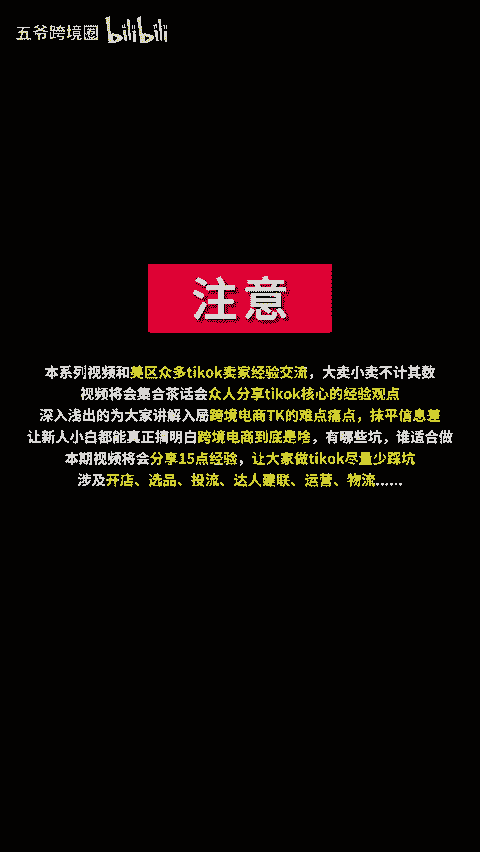 五爷跨境圈 bilibili
注意
本系列视频和美区众多tikok卖家经验交流，大卖小卖不计其数
视频将会集合茶话会众人分享tikok核心的经验观点
深入浅出的为大家讲解入局跨境电商TK的难点痛点，抹平信息差
让新人小白都能真正搞明白跨境电商到底是啥，有哪些坑，谁适合做
本期视频将会分享15点经验，让大家做tikok尽量少踩坑
涉及开店、选品、投流、达人建联、运营、物流......